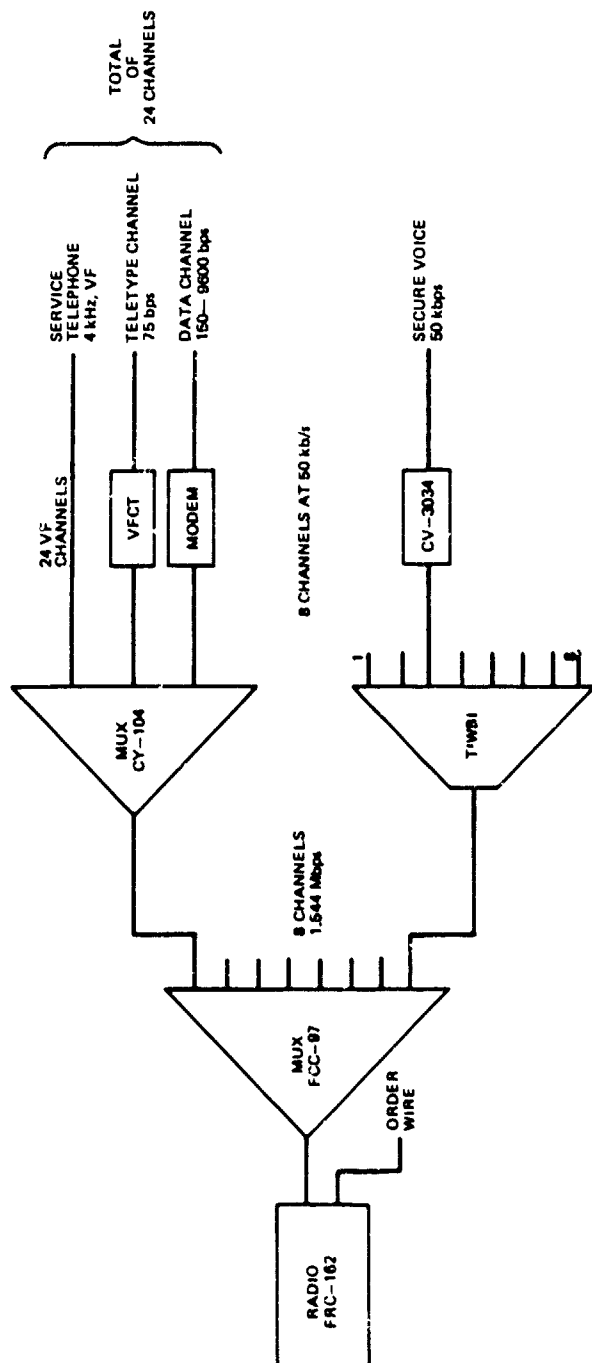 TOTAL
OF
24 CHANNELS
SERVICE
TELEPHONE
4 kHz, VF
TELETYPE CHANNEL
75 bps
DATA CHANNEL
150—9600 bps
24 VF
CHANNELS
VFCT
MODEM
MUX
CY-104
8 CHANNELS AT 50 kb/s
SECURE VOICE
50 kbps
CV-3034
1
8
T1WB1
8 CHANNELS
1.544 Mbps
MUX
FCC-97
ORDER
WIRE
RADIO
FRC-162